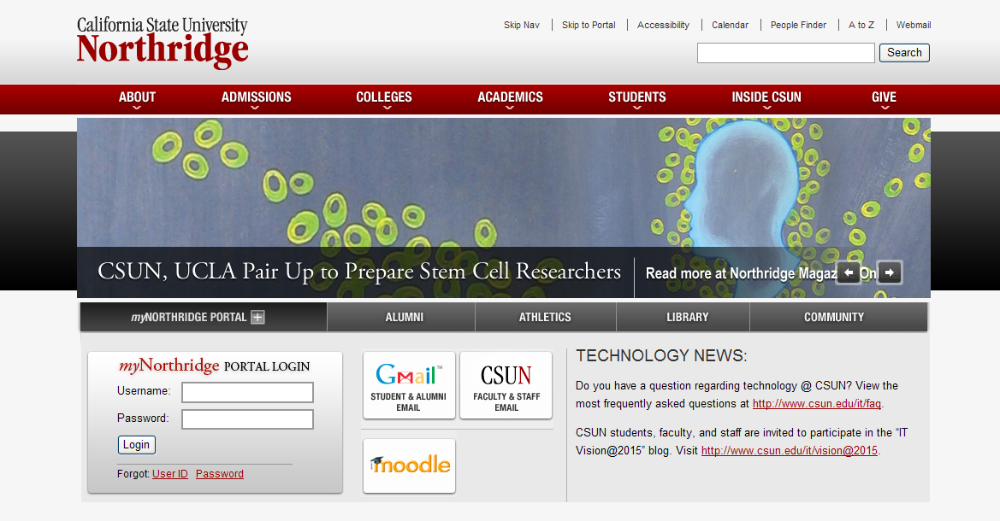 California State University
Northridge
Skip Nav
Skip to Portal
Accessibility
Calendar
People Finder
A to Z
Webmail
Search
ABOUT
ADMISSIONS
COLLEGES
ACADEMICS
STUDENTS
INSIDE CSUN
GIVE
CSUN, UCLA Pair Up to Prepare Stem Cell Researchers
Read more at Northridge Magaz On
myNORTHRIDGE PORTAL
ALUMNI
ATHLETICS
LIBRARY
COMMUNITY
myNorthridge PORTAL LOGIN
Username:
Password:
Login
Forgot: User ID Password
Gmail™
STUDENT & ALUMNI
EMAIL
CSUN
FACULTY & STAFF
EMAIL
moodle
TECHNOLOGY NEWS:
Do you have a question regarding technology @ CSUN? View the
most frequently asked questions at http://www.csun.edu/it/faq.
CSUN students, faculty, and staff are invited to participate in the “IT
Vision@2015” blog. Visit http://www.csun.edu/it/vision@2015.